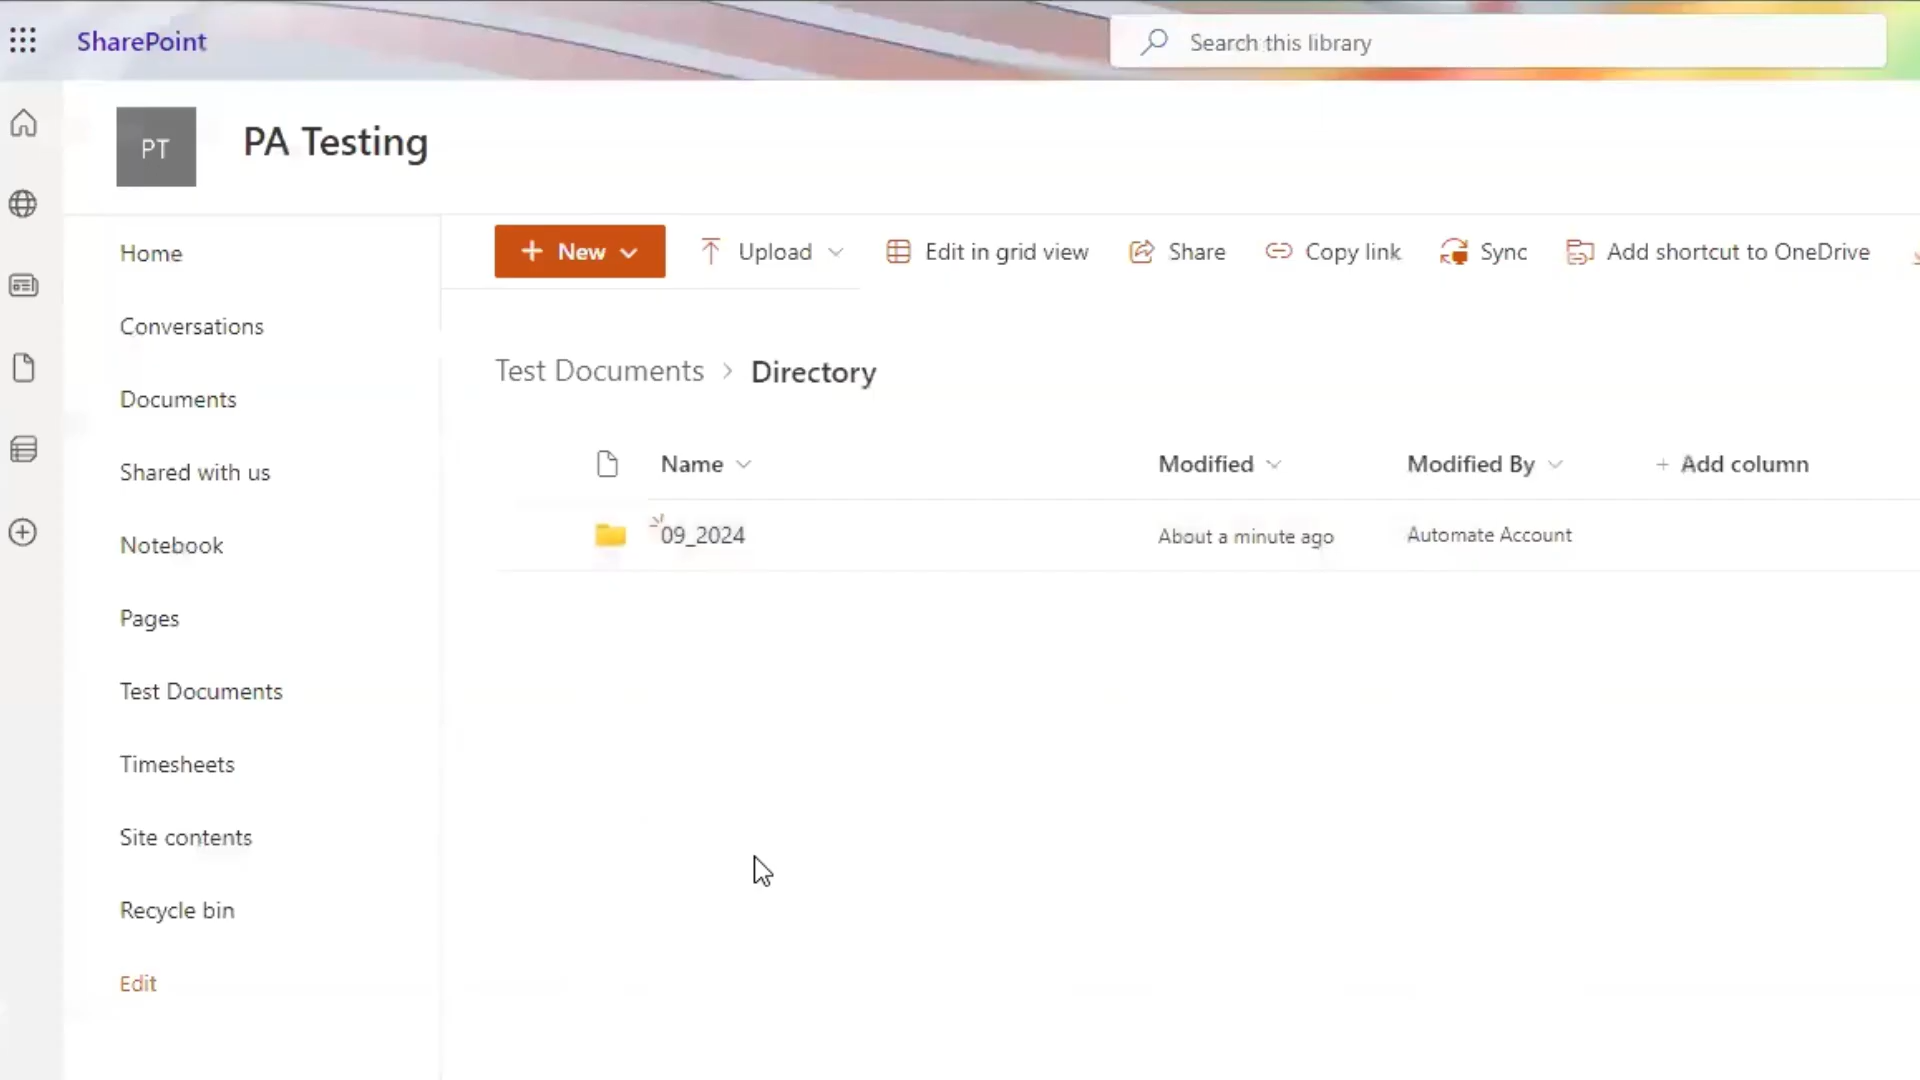 SharePoint
Search this library
PT
PA Testing
Home
Conversations
Documents
Shared with us
Notebook
Pages
Test Documents
Timesheets
Site contents
Recycle bin
Edit
+ New
Upload
Edit in grid view
Share
Copy link
Sync
Add shortcut to OneDrive
Test Documents > Directory
Name
Modified
Modified By
+ Add column
09_2024
About a minute ago
Automate Account